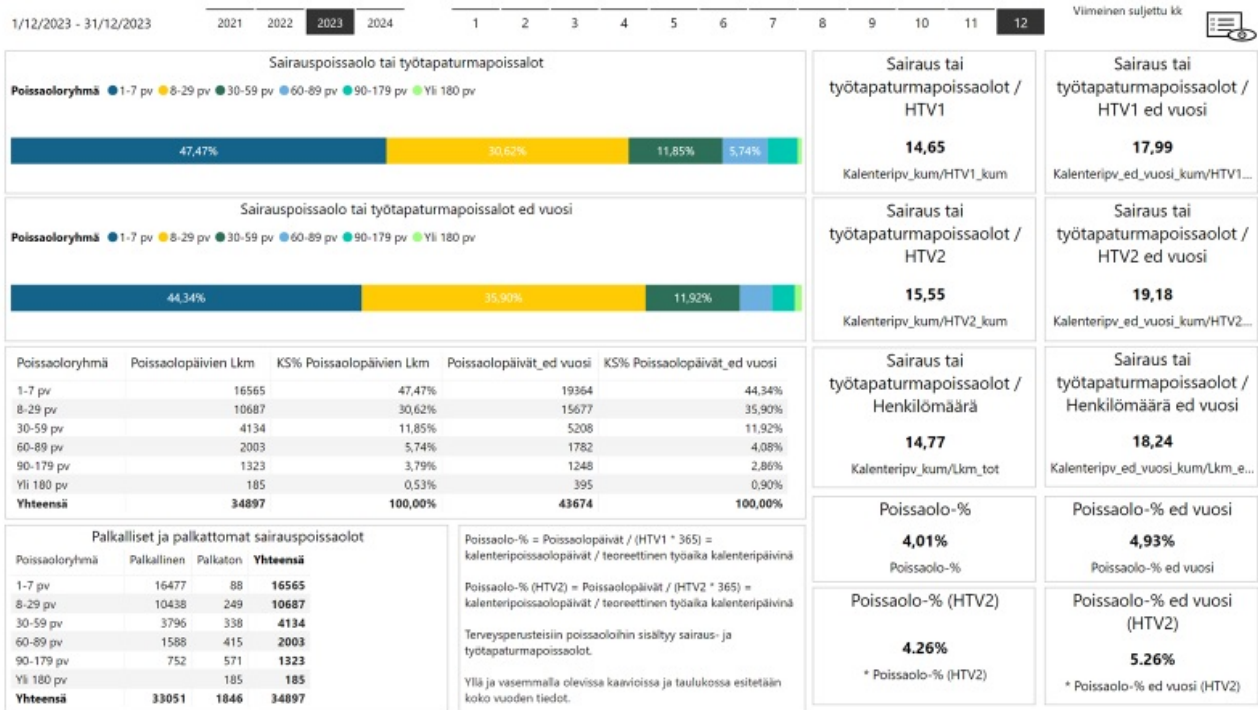 1/12/2023 - 31/12/2023 2021 2022 2023 2024 1 2 3 4 5 6 7 8 9 10 11 12 Viimeinen suljettu kk
Sairauspoissaolo tai työtapaturmapoissalot
Poissaoloryhmä 1-7 pv 8-29 pv 30-59 pv 60-89 pv 90-179 pv Yli 180 pv
47,47% 30,62% 11,85% 5,74%
Sairauspoissaolo tai työtapaturmapoissalot ed vuosi
Poissaoloryhmä 1-7 pv 8-29 pv 30-59 pv 60-89 pv 90-179 pv Yli 180 pv
44,34% 35,90% 11,92%
Poissaoloryhmä Poissaolopäivien Lkm KS% Poissaolopäivien Lkm Poissaolopäivät_ed vuosi KS% Poissaolopäivät_ed vuosi
1-7 pv 16565 47,47% 19364 44,34%
8-29 pv 10687 30,62% 15677 35,90%
30-59 pv 4134 11,85% 5208 11,92%
60-89 pv 2003 5,74% 1782 4,08%
90-179 pv 1323 3,79% 1248 2,86%
Yli 180 pv 185 0,53% 395 0,90%
Yhteensä 34897 100,00% 43674 100,00%
Palkalliset ja palkattomat sairauspoissaolot
Poissaoloryhmä Palkallinen Palkaton Yhteensä
1-7 pv 16477 88 16565
8-29 pv 10438 249 10687
30-59 pv 3796 338 4134
60-89 pv 1588 415 2003
90-179 pv 752 571 1323
Yli 180 pv 185 185
Yhteensä 33051 1846 34897
Poissaolo-% = Poissaolopäivät / (HTV1 * 365) =
kalenteripoissaolopäivät / teoreettinen työaika kalenteripäivinä
Poissaolo-% (HTV2) = Poissaolopäivät / (HTV2 * 365) =
kalenteripoissaolopäivät / teoreettinen työaika kalenteripäivinä
Terveysperusteisiin poissaoloihin sisältyy sairaus- ja
työtapaturmapoissaolot.
Yllä ja vasemmalla olevissa kaavioissa ja taulukossa esitetään
koko vuoden tiedot.
Sairaus tai
työtapaturmapoissaolot /
HTV1
14,65
Kalenteripv_kum/HTV1_kum
Sairaus tai
työtapaturmapoissaolot /
HTV1 ed vuosi
17,99
Kalenteripv_ed_vuosi_kum/HTV1...
Sairaus tai
työtapaturmapoissaolot /
HTV2
15,55
Kalenteripv_kum/HTV2_kum
Sairaus tai
työtapaturmapoissaolot /
HTV2 ed vuosi
19,18
Kalenteripv_ed_vuosi_kum/HTV2...
Sairaus tai
työtapaturmapoissaolot /
Henkilömäärä
14,77
Kalenteripv_kum/Lkm_tot
Sairaus tai
työtapaturmapoissaolot /
Henkilömäärä ed vuosi
18,24
Kalenteripv_ed_vuosi_kum/Lkm_e...
Poissaolo-%
4,01%
Poissaolo-%
Poissaolo-% ed vuosi
4,93%
Poissaolo-% ed vuosi
Poissaolo-% (HTV2)
4.26%
* Poissaolo-% (HTV2)
Poissaolo-% ed vuosi
(HTV2)
5.26%
* Poissaolo-% ed vuosi (HTV2)